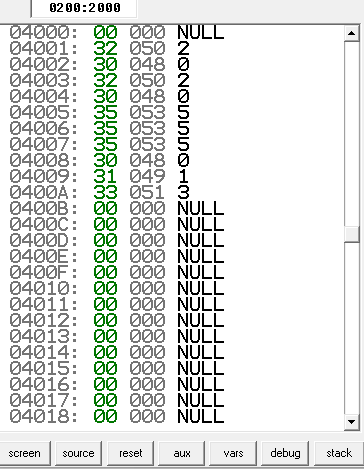 0200:2000
04000: 00 000 NULL
04001: 32 050 2
04002: 30 048 0
04003: 32 050 2
04004: 30 048 0
04005: 35 053 5
04006: 35 053 5
04007: 35 053 5
04008: 30 048 0
04009: 31 049 1
0400A: 33 051 3
0400B: 00 000 NULL
0400C: 00 000 NULL
0400D: 00 000 NULL
0400E: 00 000 NULL
0400F: 00 000 NULL
04010: 00 000 NULL
04011: 00 000 NULL
04012: 00 000 NULL
04013: 00 000 NULL
04014: 00 000 NULL
04015: 00 000 NULL
04016: 00 000 NULL
04017: 00 000 NULL
04018: 00 000 NULL
screen source reset aux vars debug stack